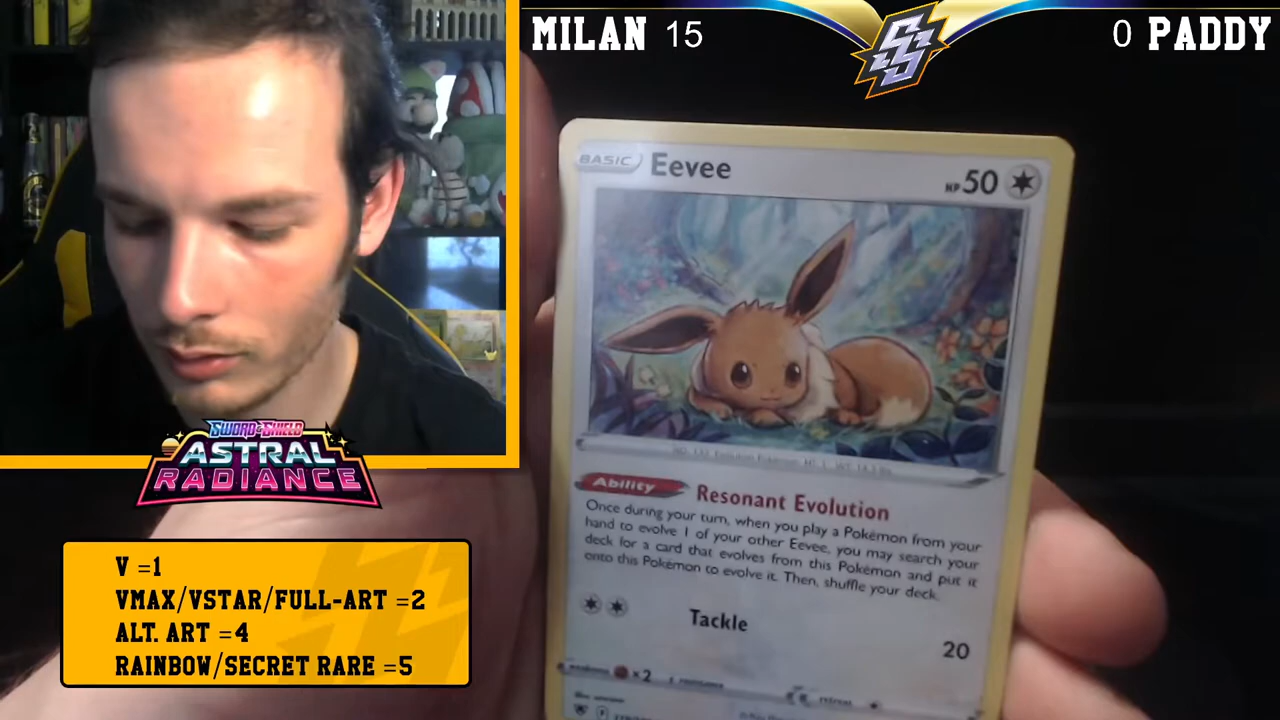 MILAN 15
0 PADDY
BASIC Eevee
HP 50
Ability Resonant Evolution
Once during your turn, when you play a Pokémon from your
hand to evolve 1 of your other Eevee, you may search your
deck for a card that evolves from this Pokémon and put it
onto this Pokémon to evolve it. Then, shuffle your deck.
Tackle
20
weakness ×2
SWORD & SHIELD
ASTRAL
RADIANCE
V =1
VMAX/VSTAR/FULL-ART =2
ALT. ART =4
RAINBOW/SECRET RARE =5